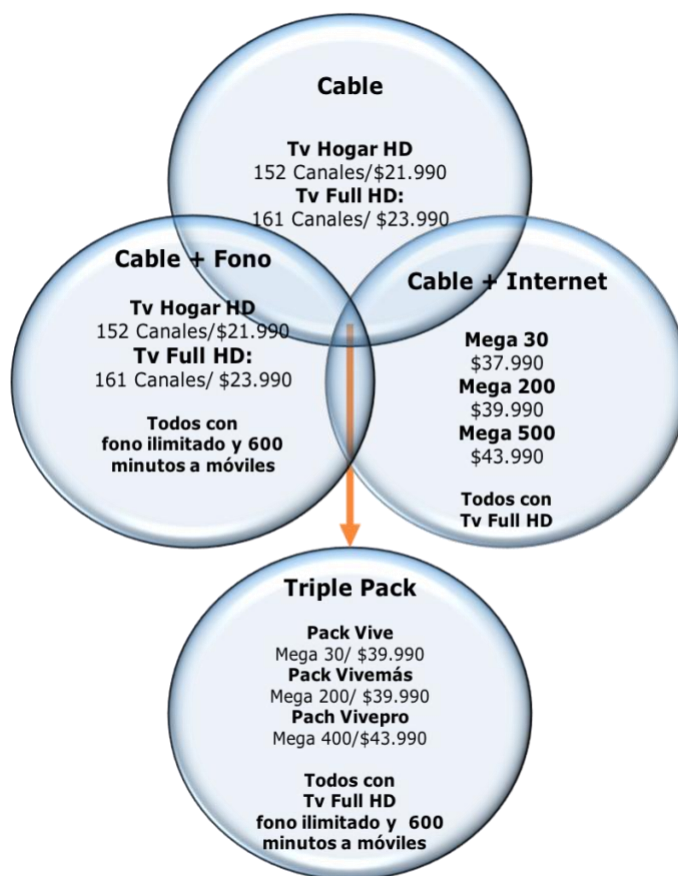 Cable
Tv Hogar HD
152 Canales/$21.990
Tv Full HD:
161 Canales/ $23.990
Cable + Fono
Tv Hogar HD
152 Canales/$21.990
Tv Full HD:
161 Canales/ $23.990
Todos con
fono ilimitado y 600
minutos a móviles
Cable + Internet
Mega 30
$37.990
Mega 200
$39.990
Mega 500
$43.990
Todos con
Tv Full HD
Triple Pack
Pack Vive
Mega 30/ $39.990
Pack Vivemás
Mega 200/ $39.990
Pach Vivepro
Mega 400/$43.990
Todos con
Tv Full HD
fono ilimitado y 600
minutos a móviles